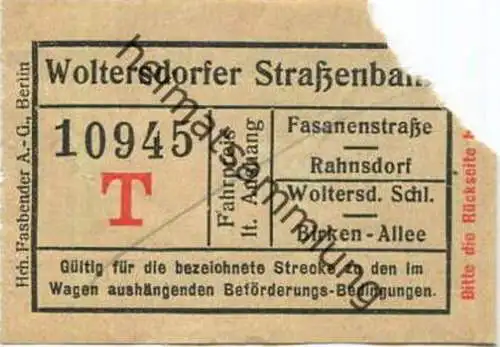 Woltersdorfer Straßenbahn
10945
T
Fahrpreis
lt. Aushang
Fasanenstraße
Rahnsdorf
Woltersd. Schl.
Birken-Allee
Gültig für die bezeichnete Strecke zu den im
Wagen aushängenden Beförderungs-Bedingungen.
Hch. Fasbender A.-G., Berlin
Bitte die Rückseite
heimatsammlung